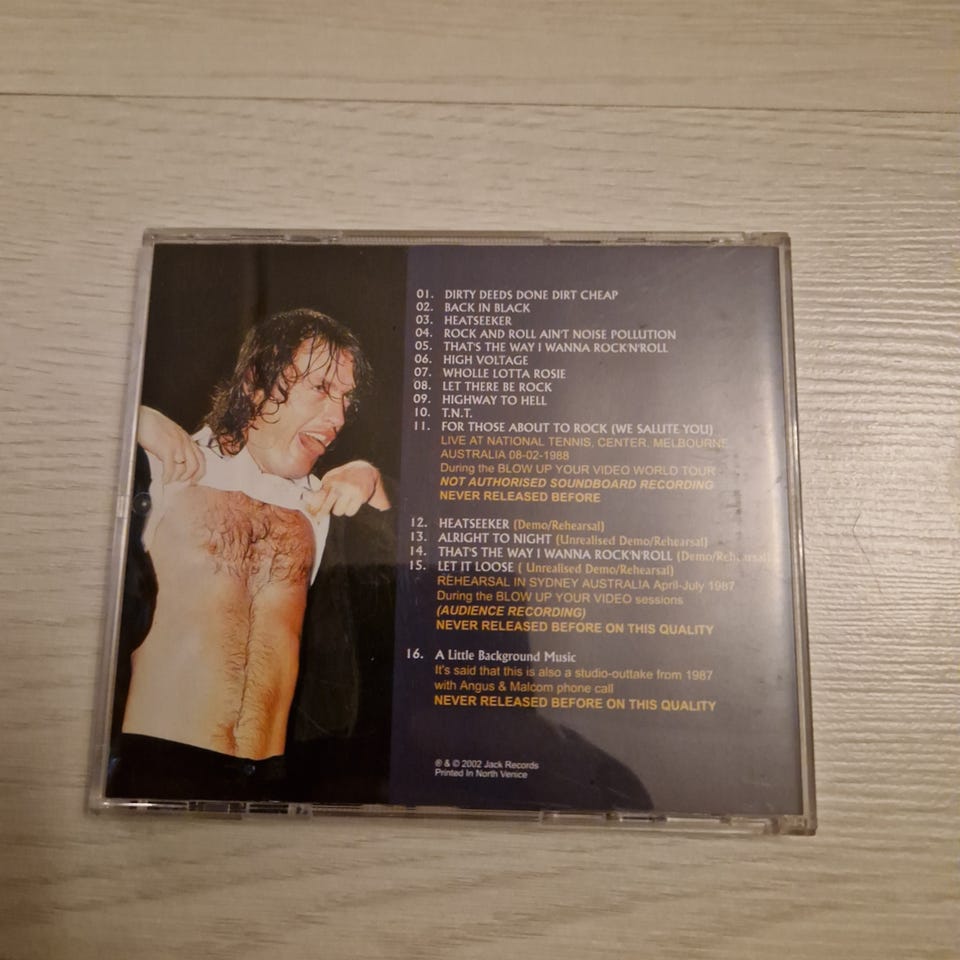 01. DIRTY DEEDS DONE DIRT CHEAP
02. BACK IN BLACK
03. HEATSEEKER
04. ROCK AND ROLL AIN'T NOISE POLLUTION
05. THAT'S THE WAY I WANNA ROCK'N'ROLL
06. HIGH VOLTAGE
07. WHOLLE LOTTA ROSIE
08. LET THERE BE ROCK
09. HIGHWAY TO HELL
10. T.N.T.
11. FOR THOSE ABOUT TO ROCK (WE SALUTE YOU)
LIVE AT NATIONAL TENNIS, CENTER, MELBOURNE,
AUSTRALIA 08-02-1988
During the BLOW UP YOUR VIDEO WORLD TOUR
NOT AUTHORISED SOUNDBOARD RECORDING
NEVER RELEASED BEFORE
12. HEATSEEKER (Demo/Rehearsal)
13. ALRIGHT TO NIGHT (Unrealised Demo/Rehearsal)
14. THAT'S THE WAY I WANNA ROCK'N'ROLL (Demo/Rehearsal)
15. LET IT LOOSE ( Unrealised Demo/Rehearsal)
REHEARSAL IN SYDNEY AUSTRALIA April-July 1987
During the BLOW UP YOUR VIDEO sessions
(AUDIENCE RECORDING)
NEVER RELEASED BEFORE ON THIS QUALITY
16. A Little Background Music
It's said that this is also a studio-outtake from 1987
with Angus & Malcom phone call
NEVER RELEASED BEFORE ON THIS QUALITY
℗ & © 2002 Jack Records
Printed In North Venice